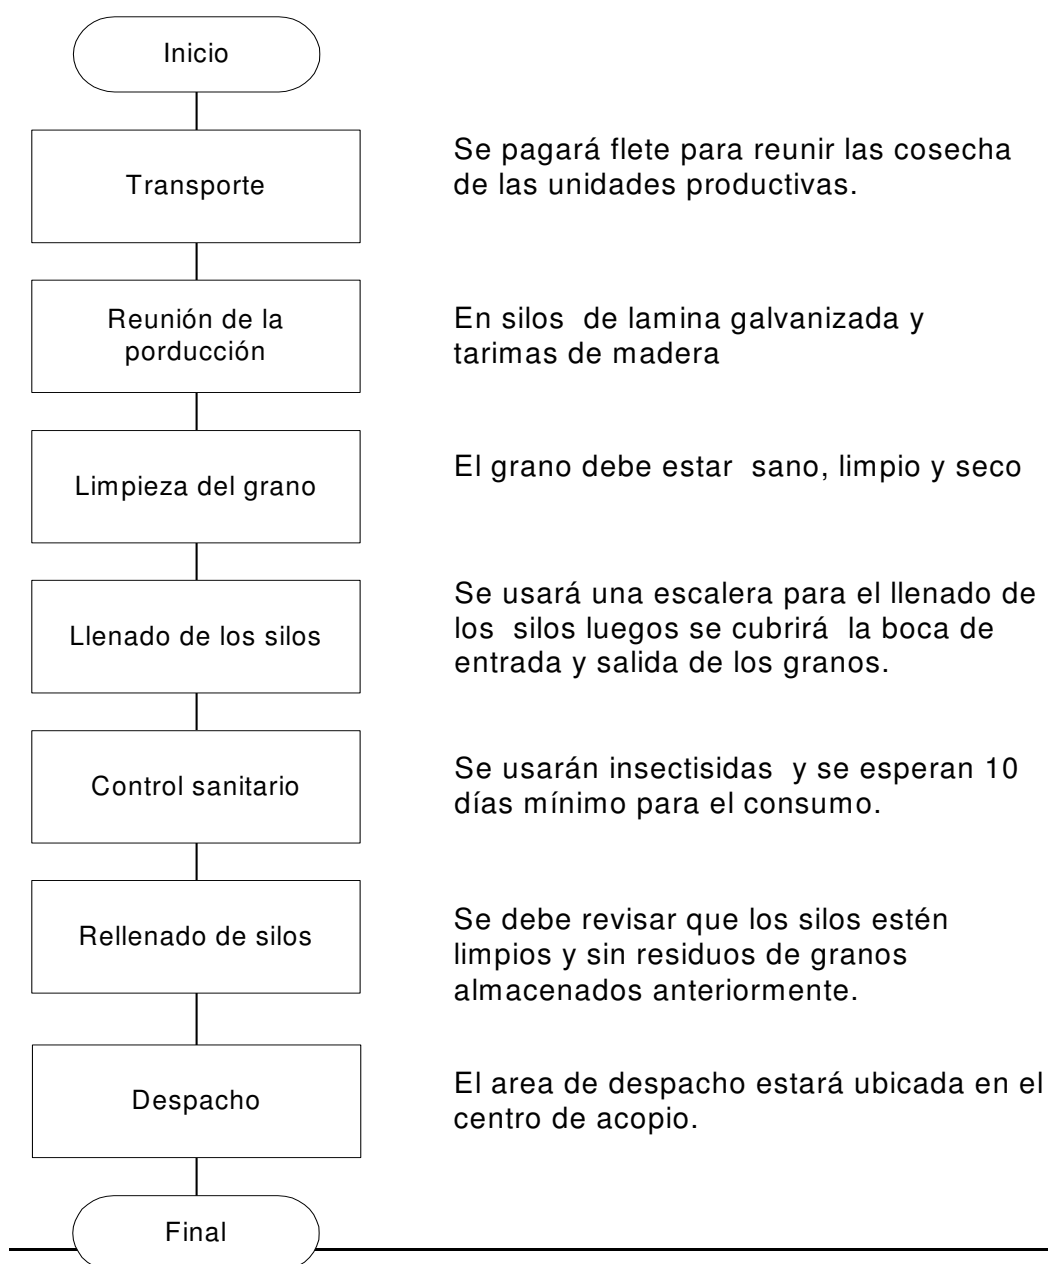 Inicio
Transporte
Se pagará flete para reunir las cosecha
de las unidades productivas.
Reunión de la
porducción
En silos de lamina galvanizada y
tarimas de madera
Limpieza del grano
El grano debe estar sano, limpio y seco
Llenado de los silos
Se usará una escalera para el llenado de
los silos luegos se cubrirá la boca de
entrada y salida de los granos.
Control sanitario
Se usarán insectisidas y se esperan 10
días mínimo para el consumo.
Rellenado de silos
Se debe revisar que los silos estén
limpios y sin residuos de granos
almacenados anteriormente.
Despacho
El area de despacho estará ubicada en el
centro de acopio.
Final